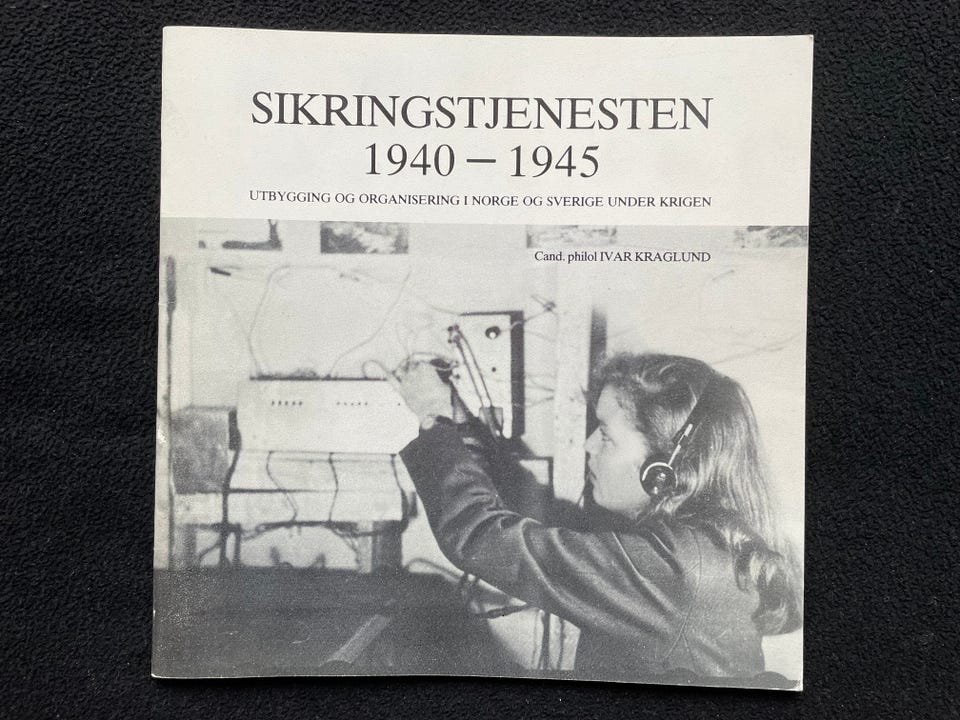 SIKRINGSTJENESTEN
1940 — 1945
UTBYGGING OG ORGANISERING I NORGE OG SVERIGE UNDER KRIGEN
Cand. philol IVAR KRAGLUND